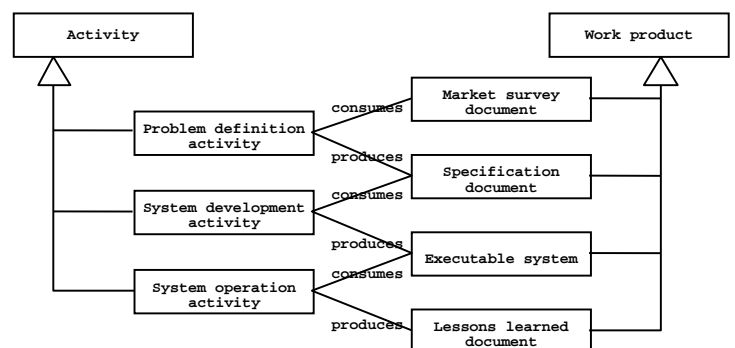 Activity
Work product
Market survey
document
consumes
Problem definition
activity
produces
Specification
document
consumes
System development
activity
produces
Executable system
consumes
System operation
activity
produces
Lessons learned
document